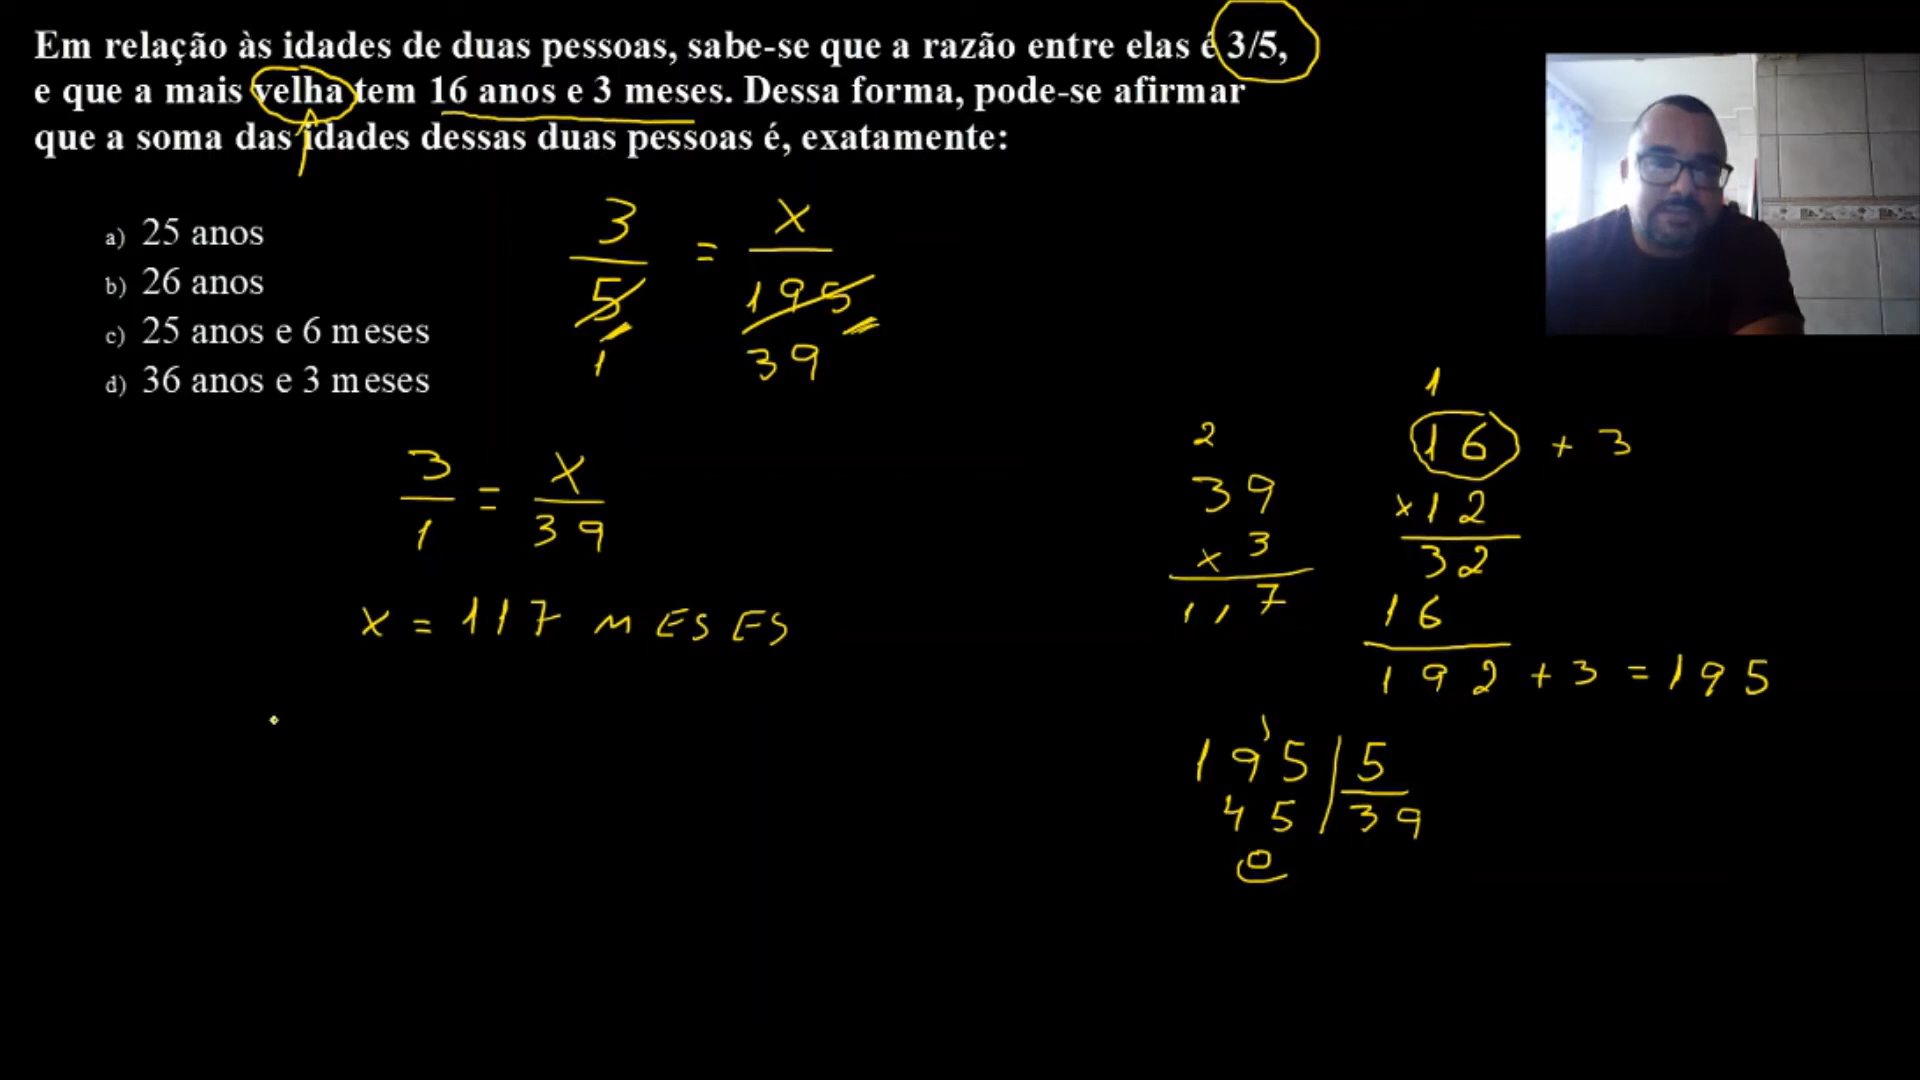 Em relação às idades de duas pessoas, sabe-se que a razão entre elas é 3/5,
e que a mais velha tem 16 anos e 3 meses. Dessa forma, pode-se afirmar
que a soma das idades dessas duas pessoas é, exatamente:
a) 25 anos
b) 26 anos
c) 25 anos e 6 meses
d) 36 anos e 3 meses
3 = X
5 195
1 39
3 = X
1 39
X = 117 MESES
2
39
x 3
117
1
16 + 3
x12
32
16
192 + 3 = 195
1
195 5
45 39
0